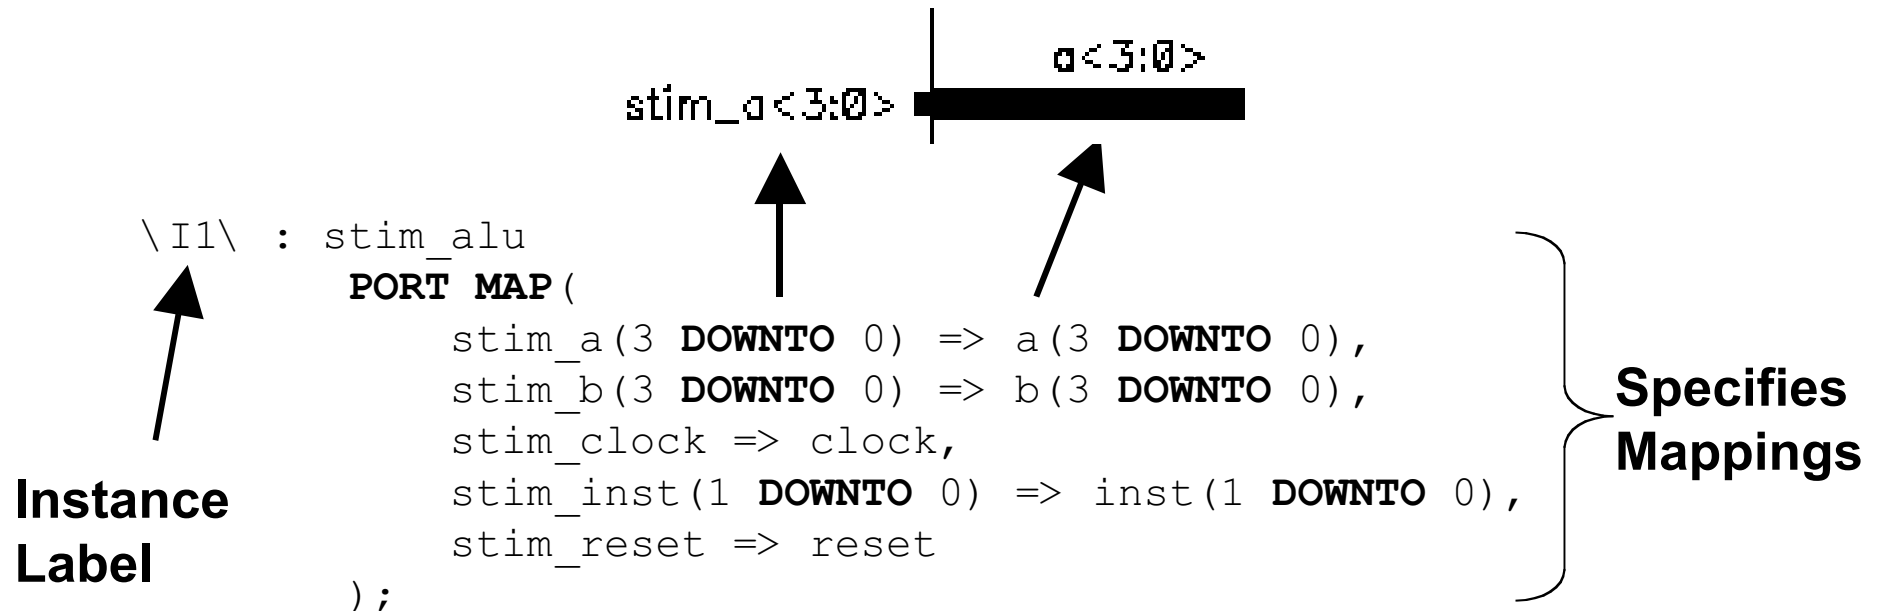 a<3:0>
stim_a<3:0>
\I1\ : stim_alu
PORT MAP(
stim_a(3 DOWNTO 0) => a(3 DOWNTO 0),
stim_b(3 DOWNTO 0) => b(3 DOWNTO 0),
stim_clock => clock,
stim_inst(1 DOWNTO 0) => inst(1 DOWNTO 0),
stim_reset => reset
);
Instance
Label
Specifies
Mappings